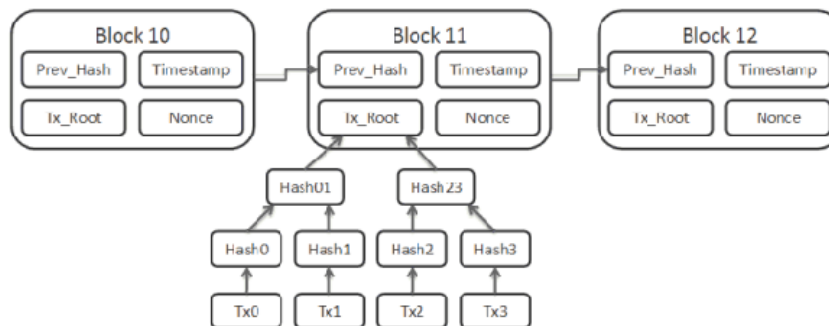 Block 10
Block 11
Block 12
Prev_Hash Timestamp
Prev_Hash Timestamp
Prev_Hash Timestamp
Tx_Root Nonce
Tx_Root Nonce
Tx_Root Nonce
Hash01 Hash23
Hash0 Hash1 Hash2 Hash3
Tx0 Tx1 Tx2 Tx3